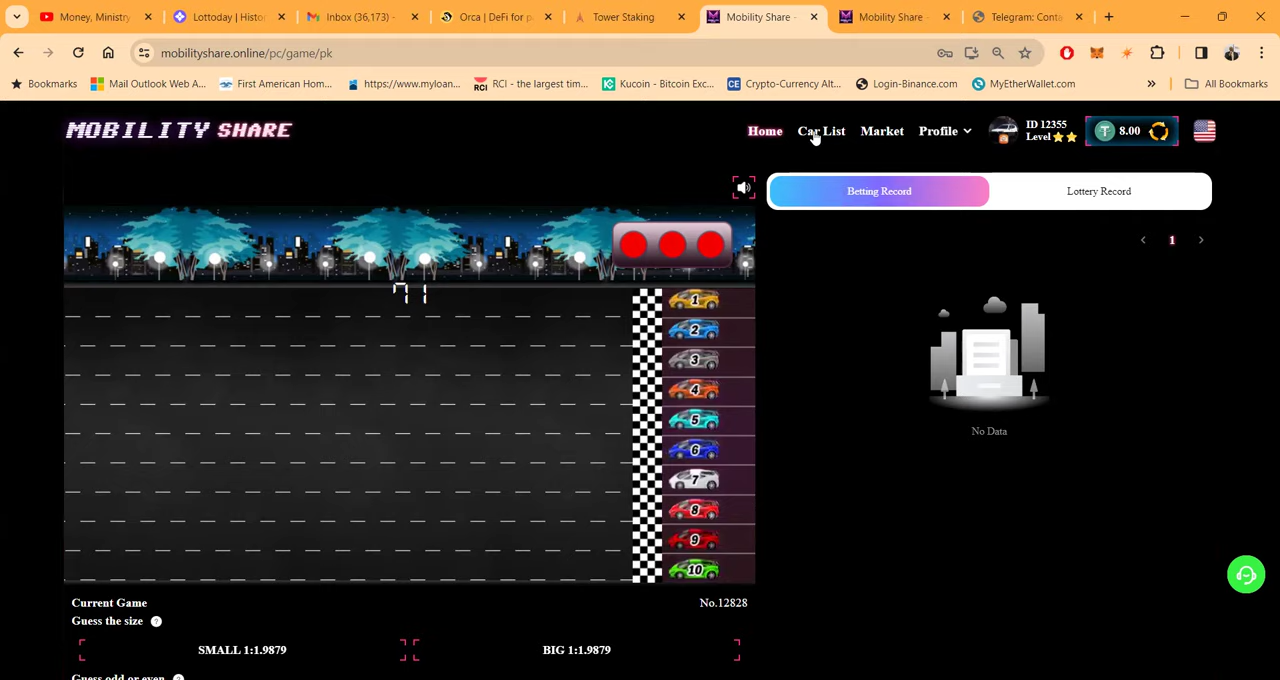 Money, Ministry
Lottoday | Histo
Inbox (36,173) -
Orca | DeFi for p
Tower Staking
Mobility Share -
Mobility Share -
Telegram: Conta
mobilityshare.online/pc/game/pk
Bookmarks
Mail Outlook Web A...
First American Hom...
https://www.myloan...
RCI - the largest tim...
Kucoin - Bitcoin Exc...
Crypto-Currency Alt...
Login-Binance.com
MyEtherWallet.com
All Bookmarks
MOBILITY SHARE
Home
Car List
Market
Profile
ID 12355
Level
8.00
Betting Record
Lottery Record
1
No Data
1
2
3
4
5
6
7
8
9
10
Current Game
No.12828
Guess the size ?
SMALL 1:1.9879
BIG 1:1.9879
Guess odd or even ?